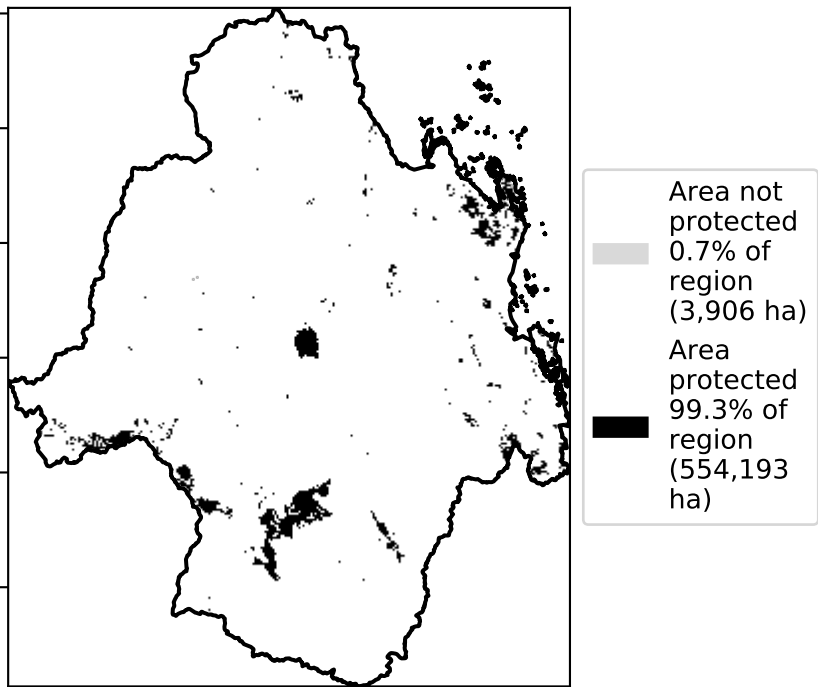 Area not
protected
0.7% of
region
(3,906 ha)
Area
protected
99.3% of
region
(554,193
ha)